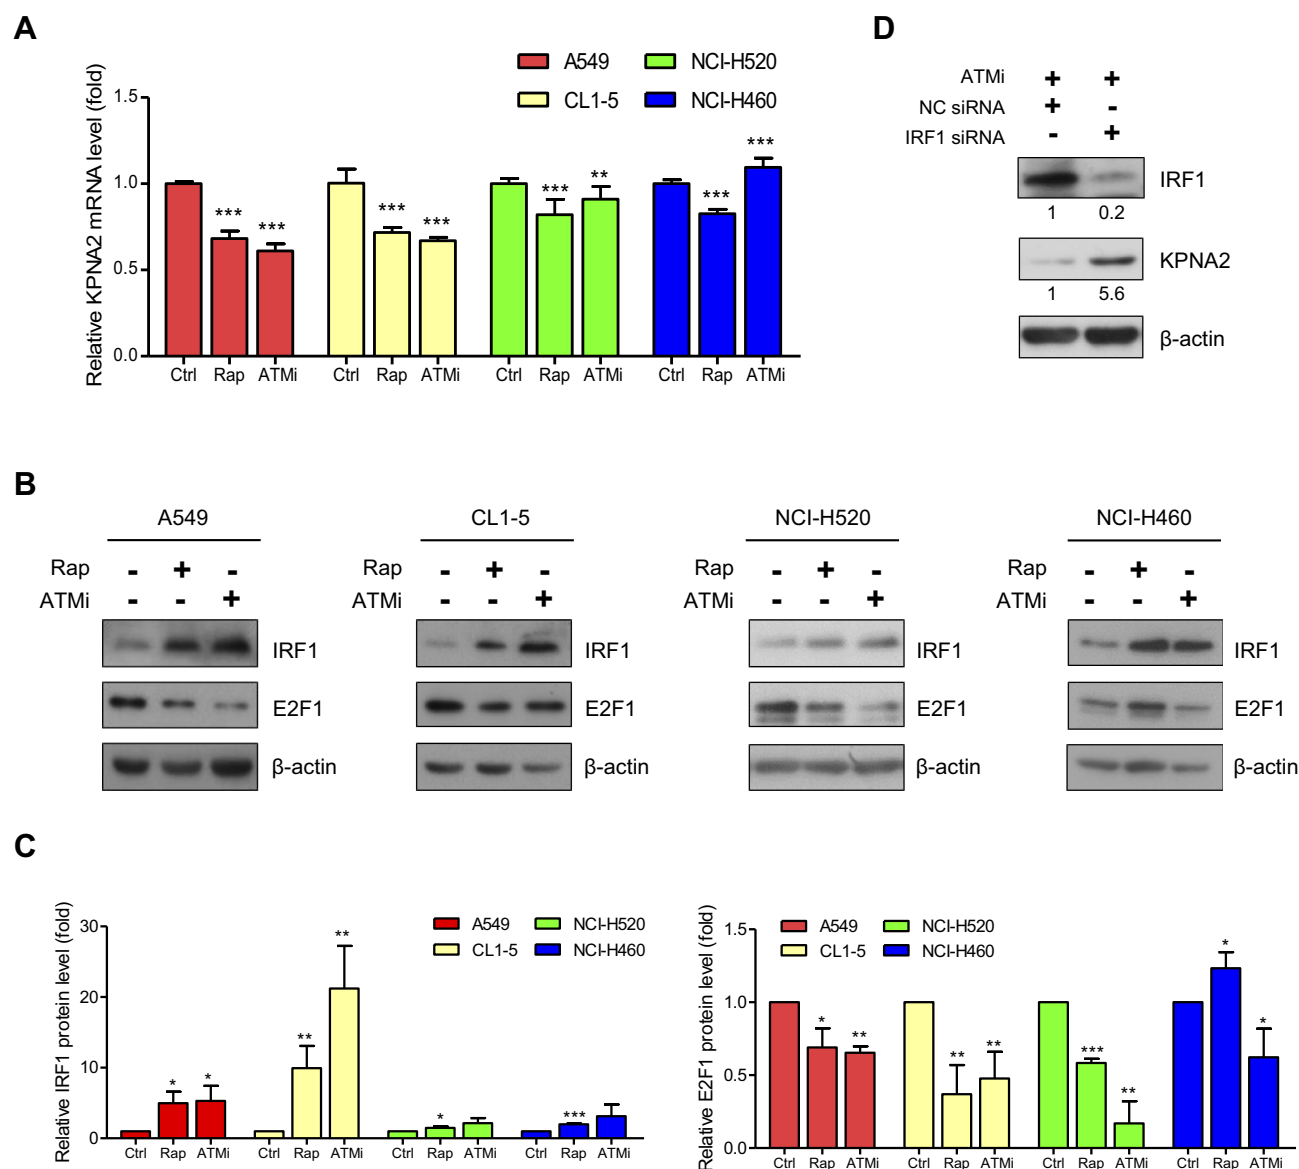 A
A549
NCI-H520
CL1-5
NCI-H460
Relative KPNA2 mRNA level (fold)
1.5
1.0
0.5
0.0
*** *** *** *** *** ** *** ***
Ctrl Rap ATMi Ctrl Rap ATMi Ctrl Rap ATMi Ctrl Rap ATMi
D
ATMi + +
NC siRNA + -
IRF1 siRNA - +
IRF1
1 0.2
KPNA2
1 5.6
β-actin
B
A549
Rap - + -
ATMi - - +
IRF1
E2F1
β-actin
CL1-5
Rap - + -
ATMi - - +
IRF1
E2F1
β-actin
NCI-H520
Rap - + -
ATMi - - +
IRF1
E2F1
β-actin
NCI-H460
Rap - + -
ATMi - - +
IRF1
E2F1
β-actin
C
Relative IRF1 protein level (fold)
30
20
10
0
A549
NCI-H520
CL1-5
NCI-H460
* * ** ** * ***
Ctrl Rap ATMi Ctrl Rap ATMi Ctrl Rap ATMi Ctrl Rap ATMi
Relative E2F1 protein level (fold)
1.5
1.0
0.5
0.0
A549
NCI-H520
CL1-5
NCI-H460
* ** ** ** *** ** * *
Ctrl Rap ATMi Ctrl Rap ATMi Ctrl Rap ATMi Ctrl Rap ATMi